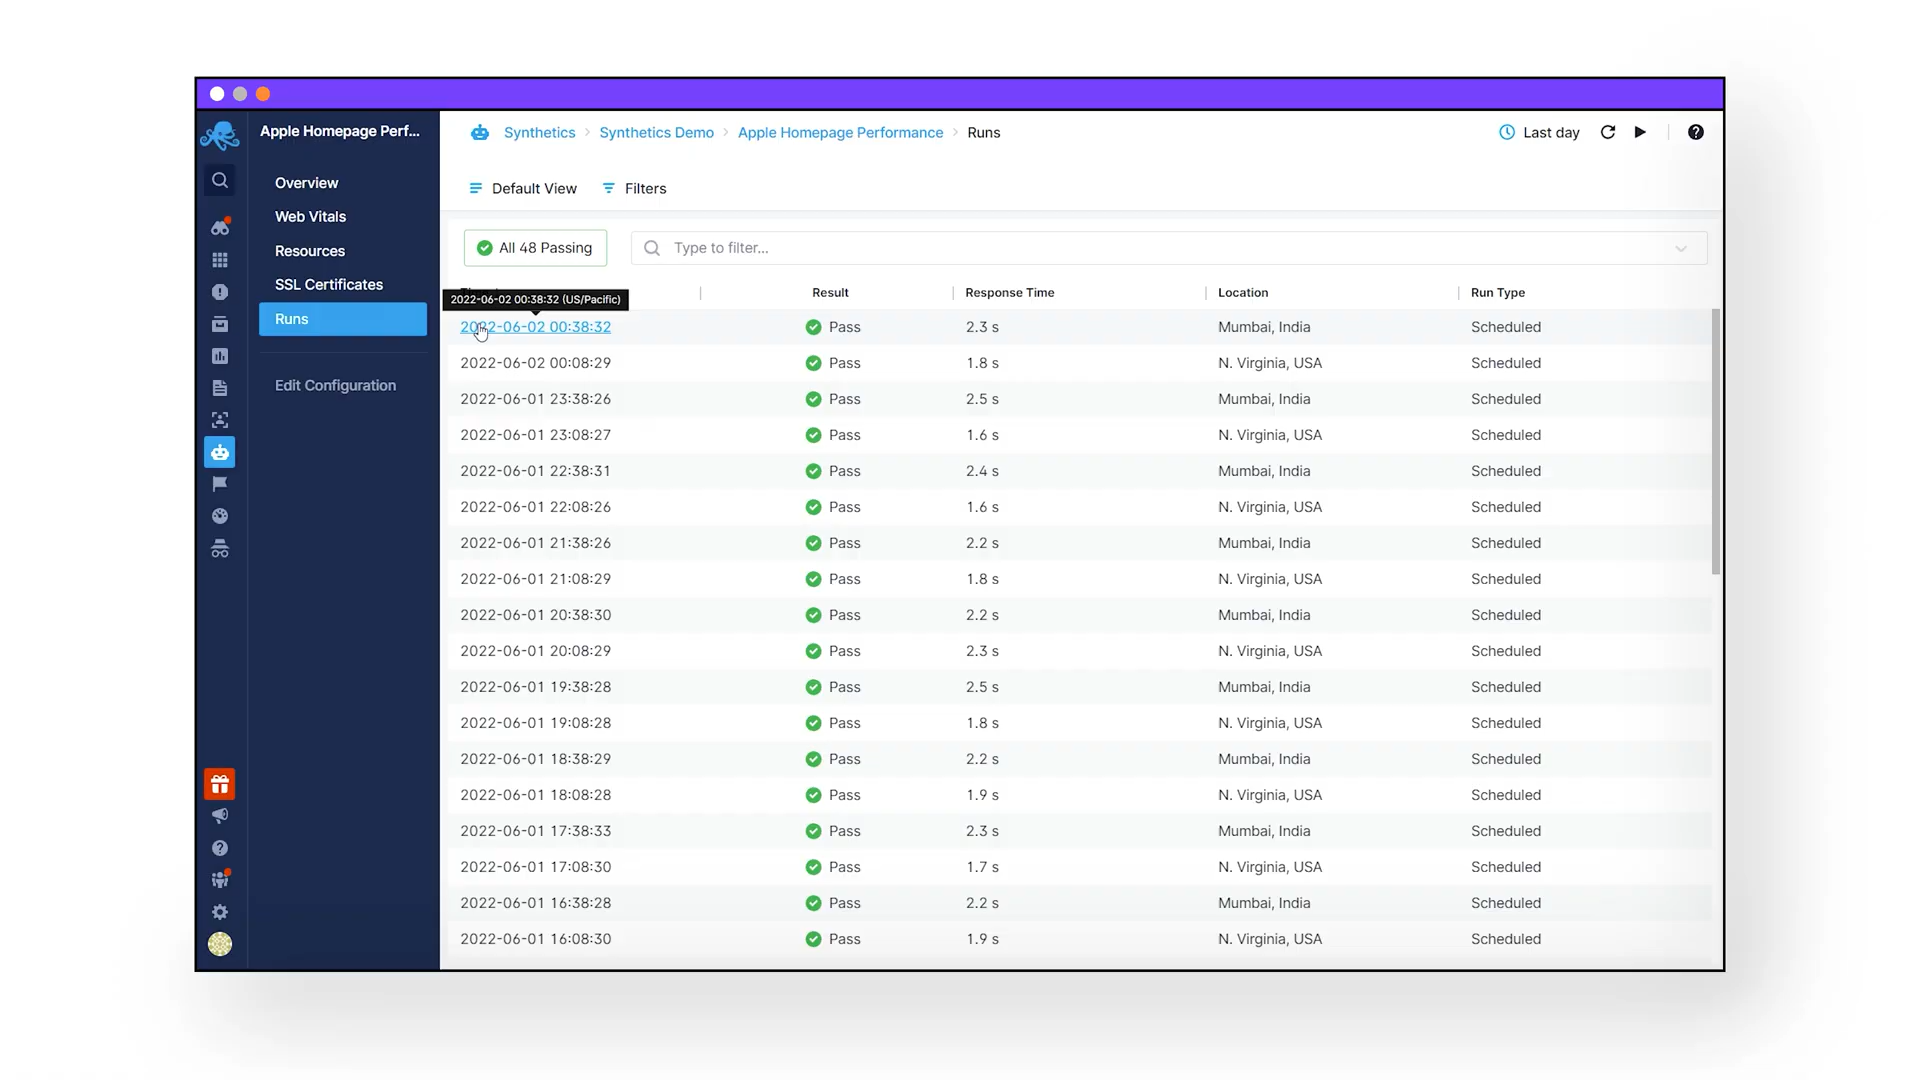 Apple Homepage Perf...
Synthetics > Synthetics Demo > Apple Homepage Performance > Runs
Last day
Overview
Web Vitals
Resources
SSL Certificates
Runs
Edit Configuration
Default View Filters
All 48 Passing
Type to filter...
Result Response Time Location Run Type
2022-06-02 00:38:32 (US/Pacific)
2022-06-02 00:38:32 Pass 2.3 s Mumbai, India Scheduled
2022-06-02 00:08:29 Pass 1.8 s N. Virginia, USA Scheduled
2022-06-01 23:38:26 Pass 2.5 s Mumbai, India Scheduled
2022-06-01 23:08:27 Pass 1.6 s N. Virginia, USA Scheduled
2022-06-01 22:38:31 Pass 2.4 s Mumbai, India Scheduled
2022-06-01 22:08:26 Pass 1.6 s N. Virginia, USA Scheduled
2022-06-01 21:38:26 Pass 2.2 s Mumbai, India Scheduled
2022-06-01 21:08:29 Pass 1.8 s N. Virginia, USA Scheduled
2022-06-01 20:38:30 Pass 2.2 s Mumbai, India Scheduled
2022-06-01 20:08:29 Pass 2.3 s N. Virginia, USA Scheduled
2022-06-01 19:38:28 Pass 2.5 s Mumbai, India Scheduled
2022-06-01 19:08:28 Pass 1.8 s N. Virginia, USA Scheduled
2022-06-01 18:38:29 Pass 2.2 s Mumbai, India Scheduled
2022-06-01 18:08:28 Pass 1.9 s N. Virginia, USA Scheduled
2022-06-01 17:38:33 Pass 2.3 s Mumbai, India Scheduled
2022-06-01 17:08:30 Pass 1.7 s N. Virginia, USA Scheduled
2022-06-01 16:38:28 Pass 2.2 s Mumbai, India Scheduled
2022-06-01 16:08:30 Pass 1.9 s N. Virginia, USA Scheduled